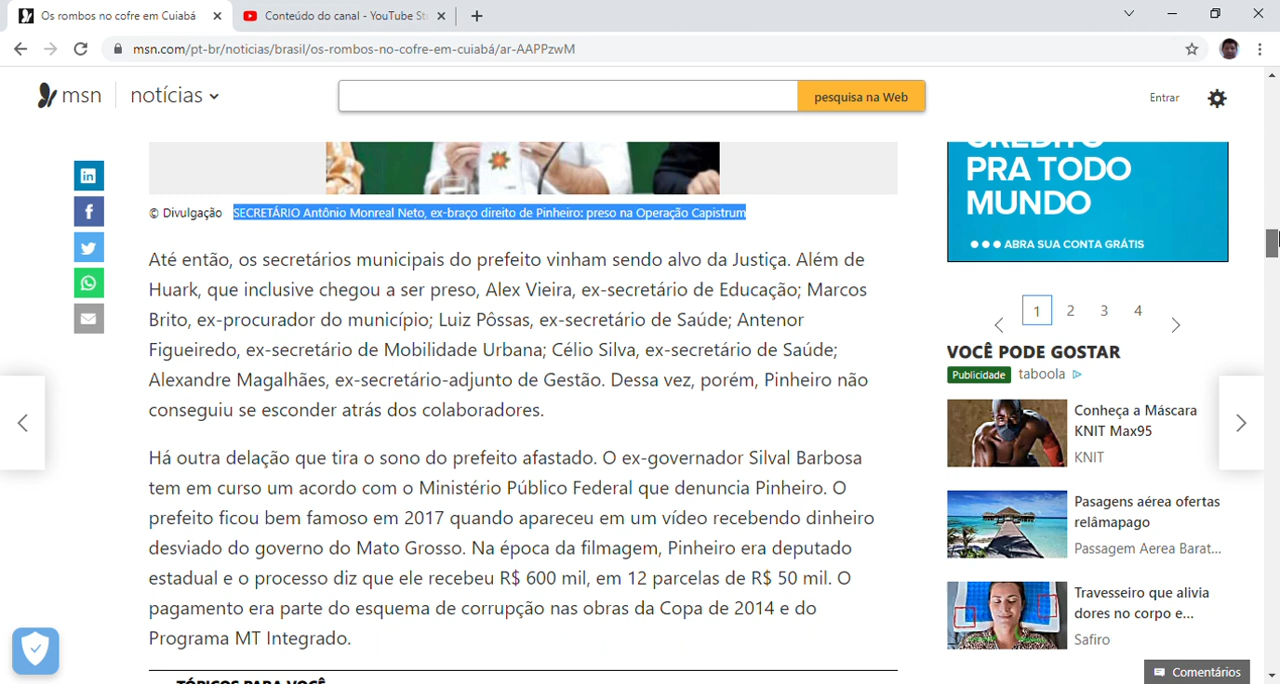 Os rombos no cofre em Cuiabá
Conteúdo do canal - YouTube St
msn.com/pt-br/noticias/brasil/os-rombos-no-cofre-em-cuiabá/ar-AAPPzwM
msn
notícias
pesquisa na Web
Entrar
© Divulgação SECRETÁRIO Antônio Monreal Neto, ex-braço direito de Pinheiro: preso na Operação Capistrum
Até então, os secretários municipais do prefeito vinham sendo alvo da Justiça. Além de
Huark, que inclusive chegou a ser preso, Alex Vieira, ex-secretário de Educação; Marcos
Brito, ex-procurador do município; Luiz Pôssas, ex-secretário de Saúde; Antenor
Figueiredo, ex-secretário de Mobilidade Urbana; Célio Silva, ex-secretário de Saúde;
Alexandre Magalhães, ex-secretário-adjunto de Gestão. Dessa vez, porém, Pinheiro não
conseguiu se esconder atrás dos colaboradores.
Há outra delação que tira o sono do prefeito afastado. O ex-governador Silval Barbosa
tem em curso um acordo com o Ministério Público Federal que denuncia Pinheiro. O
prefeito ficou bem famoso em 2017 quando apareceu em um vídeo recebendo dinheiro
desviado do governo do Mato Grosso. Na época da filmagem, Pinheiro era deputado
estadual e o processo diz que ele recebeu R$ 600 mil, em 12 parcelas de R$ 50 mil. O
pagamento era parte do esquema de corrupção nas obras da Copa de 2014 e do
Programa MT Integrado.
TÓPICOS PARA VOCÊ
CRÉDITO
PRA TODO
MUNDO
ABRA SUA CONTA GRÁTIS
1 2 3 4
VOCÊ PODE GOSTAR
Publicidade taboola
Conheça a Máscara
KNIT Max95
KNIT
Pasagens aérea ofertas
relâmapago
Passagem Aerea Barat...
Travesseiro que alivia
dores no corpo e...
Safiro
Comentários